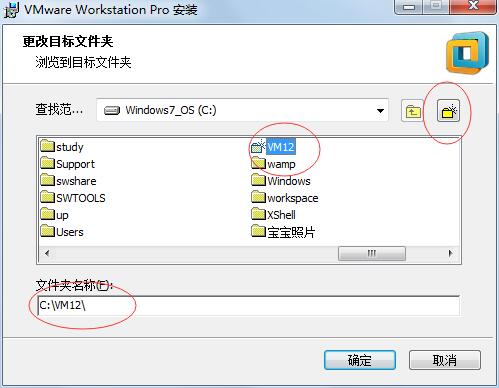 VMware Workstation Pro 安装
更改目标文件夹
浏览到目标文件夹
查找范... Windows7_OS (C:)
study
Support
swshare
SWTOOLS
up
Users
VM12
wamp
Windows
workspace
XShell
宝宝照片
文件夹名称(F):
C:\VM12\
确定 取消